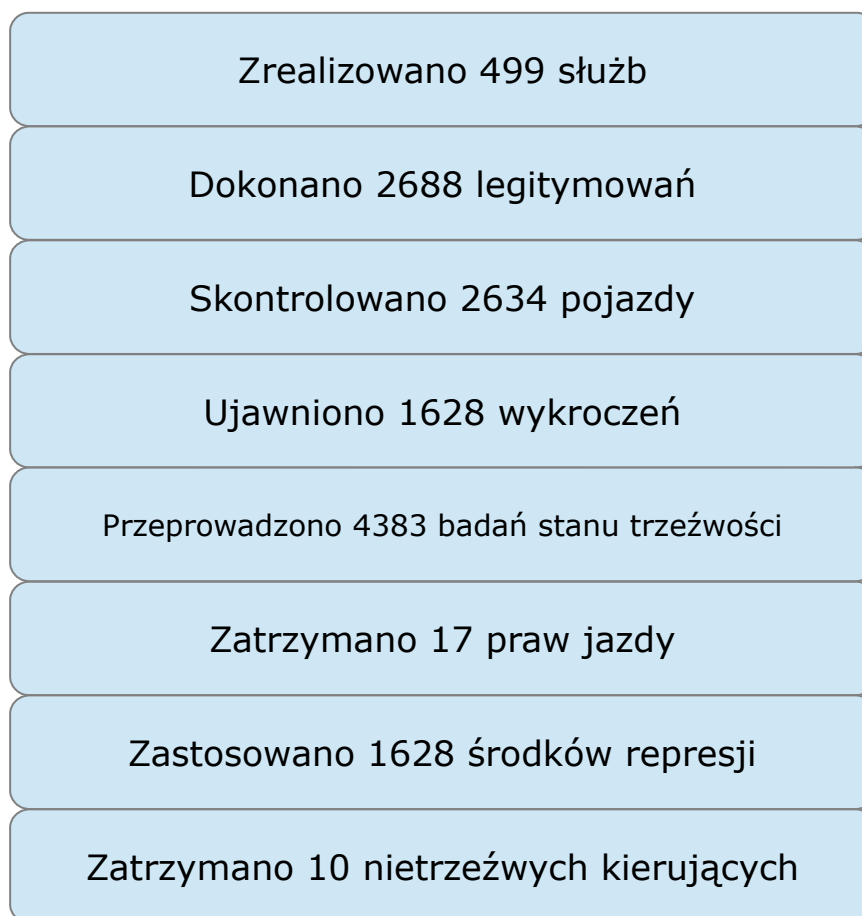 Zrealizowano 499 służb
Dokonano 2688 legitymowań
Skontrolowano 2634 pojazdy
Ujawniono 1628 wykroczeń
Przeprowadzono 4383 badań stanu trzeźwości
Zatrzymano 17 praw jazdy
Zastosowano 1628 środków represji
Zatrzymano 10 nietrzeźwych kierujących